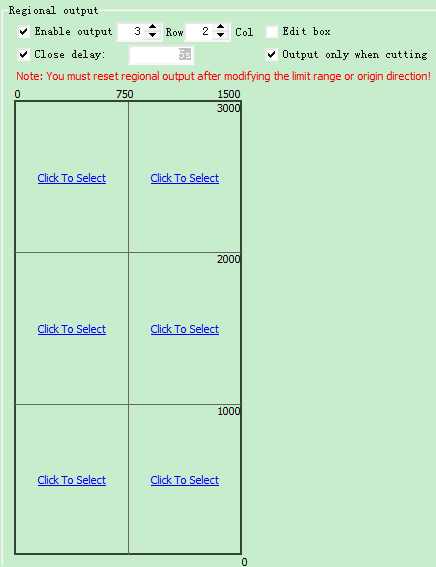 Regional output
Enable output 3 Row 2 Col Edit box
Close delay: 5s Output only when cutting
Note: You must reset regional output after modifying the limit range or origin direction!
0 750 1500
3000
Click To Select Click To Select
2000
Click To Select Click To Select
1000
Click To Select Click To Select
0